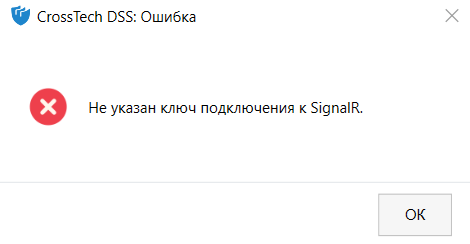 CrossTech DSS: Ошибка
Не указан ключ подключения к SignalR.
OK